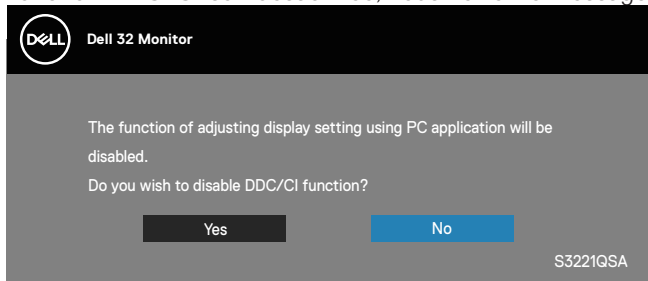 DELL
Dell 32 Monitor
The function of adjusting display setting using PC application will be
disabled.
Do you wish to disable DDC/CI function?
Yes
No
S3221QSA